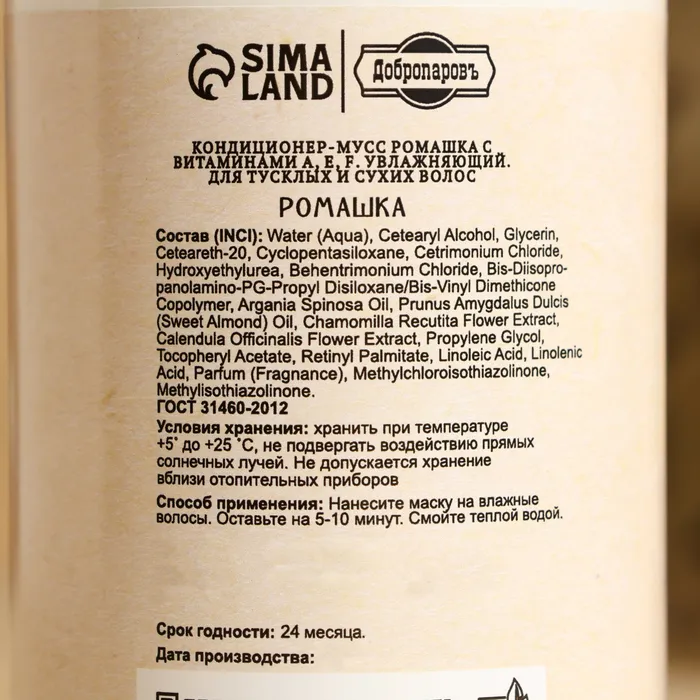 SIMA LAND
Добропаровъ
КОНДИЦИОНЕР-МУСС РОМАШКА С
ВИТАМИНАМИ А, Е, F. УВЛАЖНЯЮЩИЙ.
ДЛЯ ТУСКЛЫХ И СУХИХ ВОЛОС
РОМАШКА
Состав (INCI): Water (Aqua), Cetearyl Alcohol, Glycerin,
Ceteareth-20, Cyclopentasiloxane, Cetrimonium Chloride,
Hydroxyethylurea, Behentrimonium Chloride, Bis-Diisopro-
panolamino-PG-Propyl Disiloxane/Bis-Vinyl Dimethicone
Copolymer, Argania Spinosa Oil, Prunus Amygdalus Dulcis
(Sweet Almond) Oil, Chamomilla Recutita Flower Extract,
Calendula Officinalis Flower Extract, Propylene Glycol,
Tocopheryl Acetate, Retinyl Palmitate, Linoleic Acid, Linolenic
Acid, Parfum (Fragrance), Methylchloroisothiazolinone,
Methylisothiazolinone.
ГОСТ 31460-2012
Условия хранения: хранить при температуре
+5˚ до +25 ˚С, не подвергать воздействию прямых
солнечных лучей. Не допускается хранение
вблизи отопительных приборов
Способ применения: Нанесите маску на влажные
волосы. Оставьте на 5-10 минут. Смойте теплой водой.
Срок годности: 24 месяца.
Дата производства: